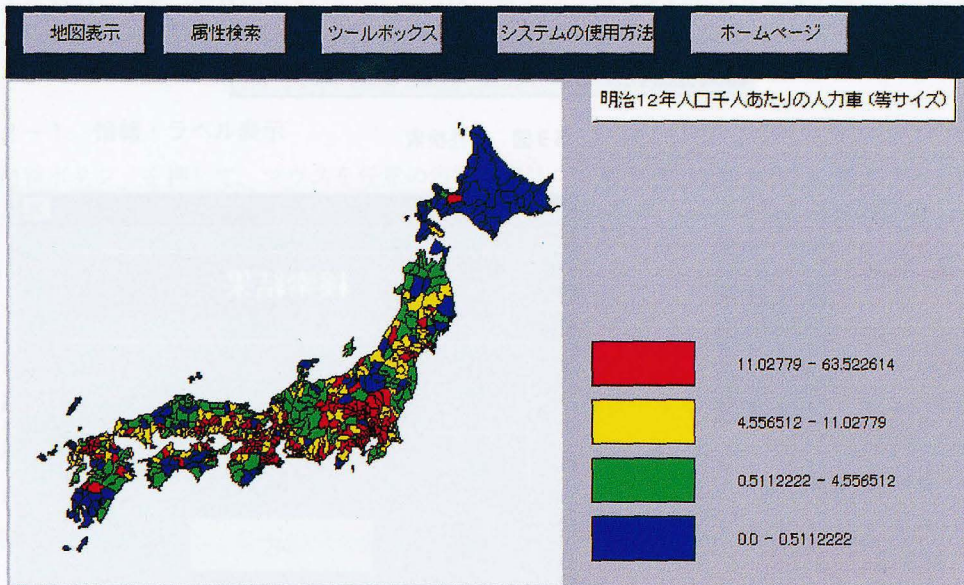 地図表示
属性検索
ツールボックス
システムの使用方法
ホームページ
明治12年人口千人あたりの人力車(等サイズ)
11.02779 - 63.522614
4.556512 - 11.02779
0.5112222 - 4.556512
0.0 - 0.5112222